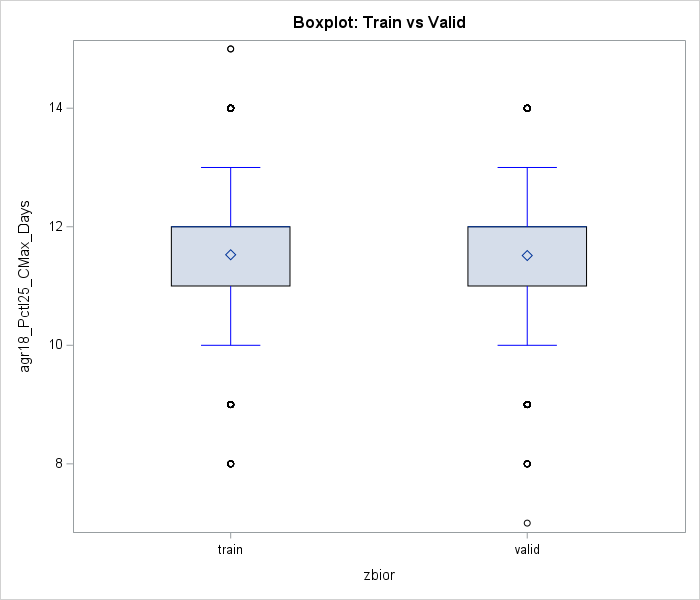 Boxplot: Train vs Valid
agr18_Pctl25_CMax_Days
14
12
10
8
train
valid
zbior